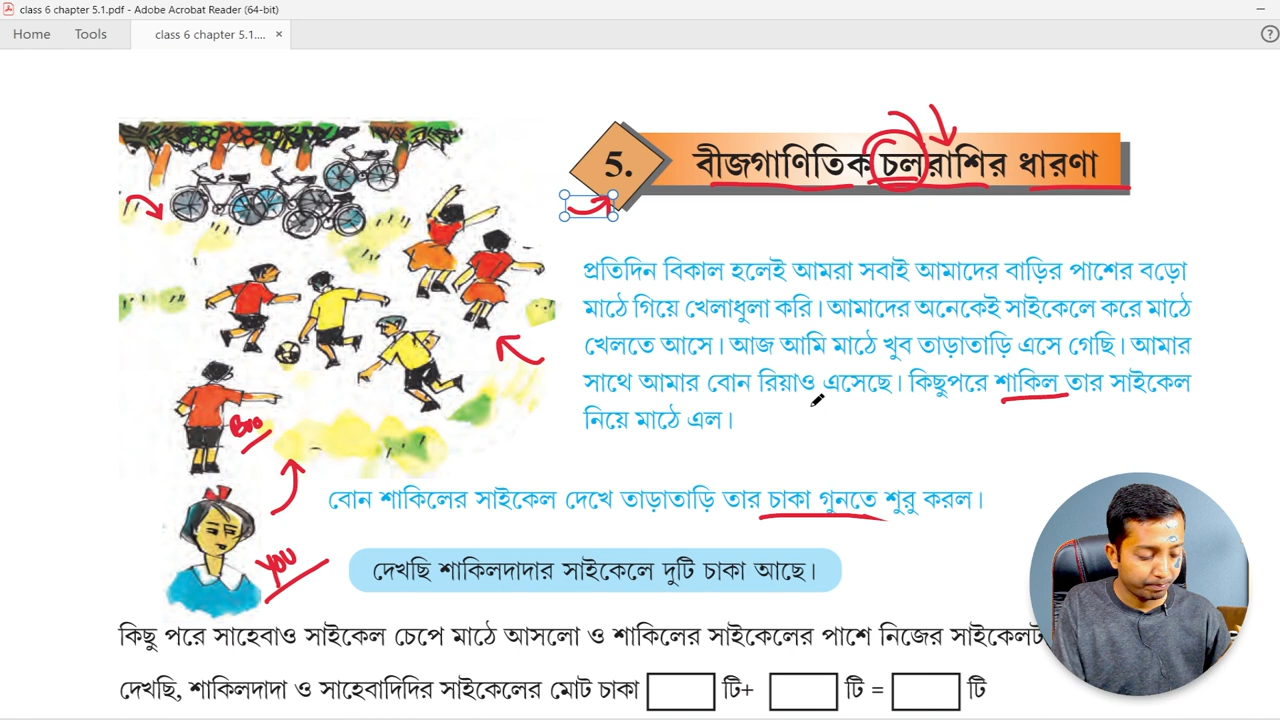 class 6 chapter 5.1.pdf - Adobe Acrobat Reader (64-bit)
Home Tools class 6 chapter 5.1.... × ?
5. বীজগাণিতিক চলরাশির ধারণা
প্রতিদিন বিকাল হলেই আমরা সবাই আমাদের বাড়ির পাশের বড়ো
মাঠে গিয়ে খেলাধুলা করি। আমাদের অনেকেই সাইকেলে করে মাঠে
খেলতে আসে। আজ আমি মাঠে খুব তাড়াতাড়ি এসে গেছি। আমার
সাথে আমার বোন রিয়াও এসেছে। কিছুপরে শাকিল তার সাইকেল
নিয়ে মাঠে এল।
Boo
বোন শাকিলের সাইকেল দেখে তাড়াতাড়ি তার চাকা গুনতে শুরু করল।
you
দেখছি শাকিলদাদার সাইকেলে দুটি চাকা আছে।
কিছু পরে সাহেবাও সাইকেল চেপে মাঠে আসলো ও শাকিলের সাইকেলের পাশে নিজের
দেখছি, শাকিলদাদা ও সাহেবাদিদির সাইকেলের মোট চাকা টি+ টি = টি